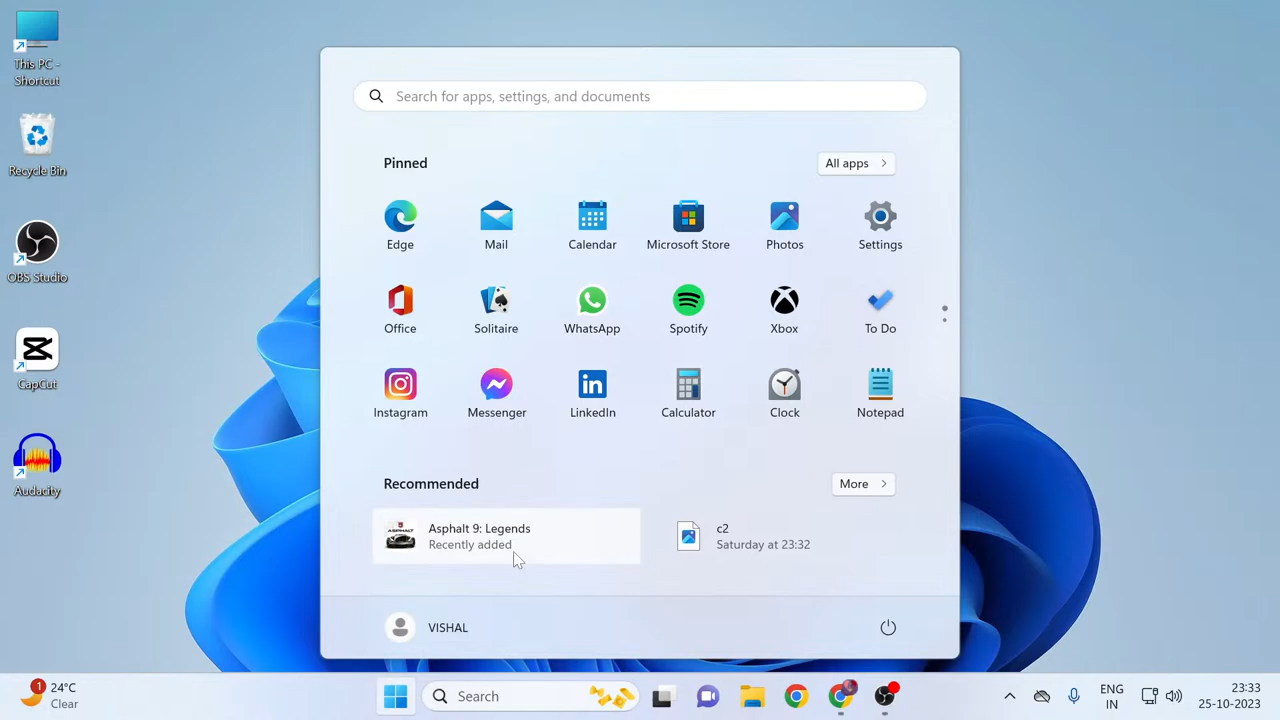 This PC -
Shortcut
Recycle Bin
OBS Studio
CapCut
Audacity
Search for apps, settings, and documents
Pinned
All apps
Edge
Mail
Calendar
Microsoft Store
Photos
Settings
Office
Solitaire
WhatsApp
Spotify
Xbox
To Do
Instagram
Messenger
LinkedIn
Calculator
Clock
Notepad
Recommended
More
ASPHALT
Asphalt 9: Legends
Recently added
c2
Saturday at 23:32
VISHAL
1
24°C
Clear
Search
ENG
IN
23:33
25-10-2023